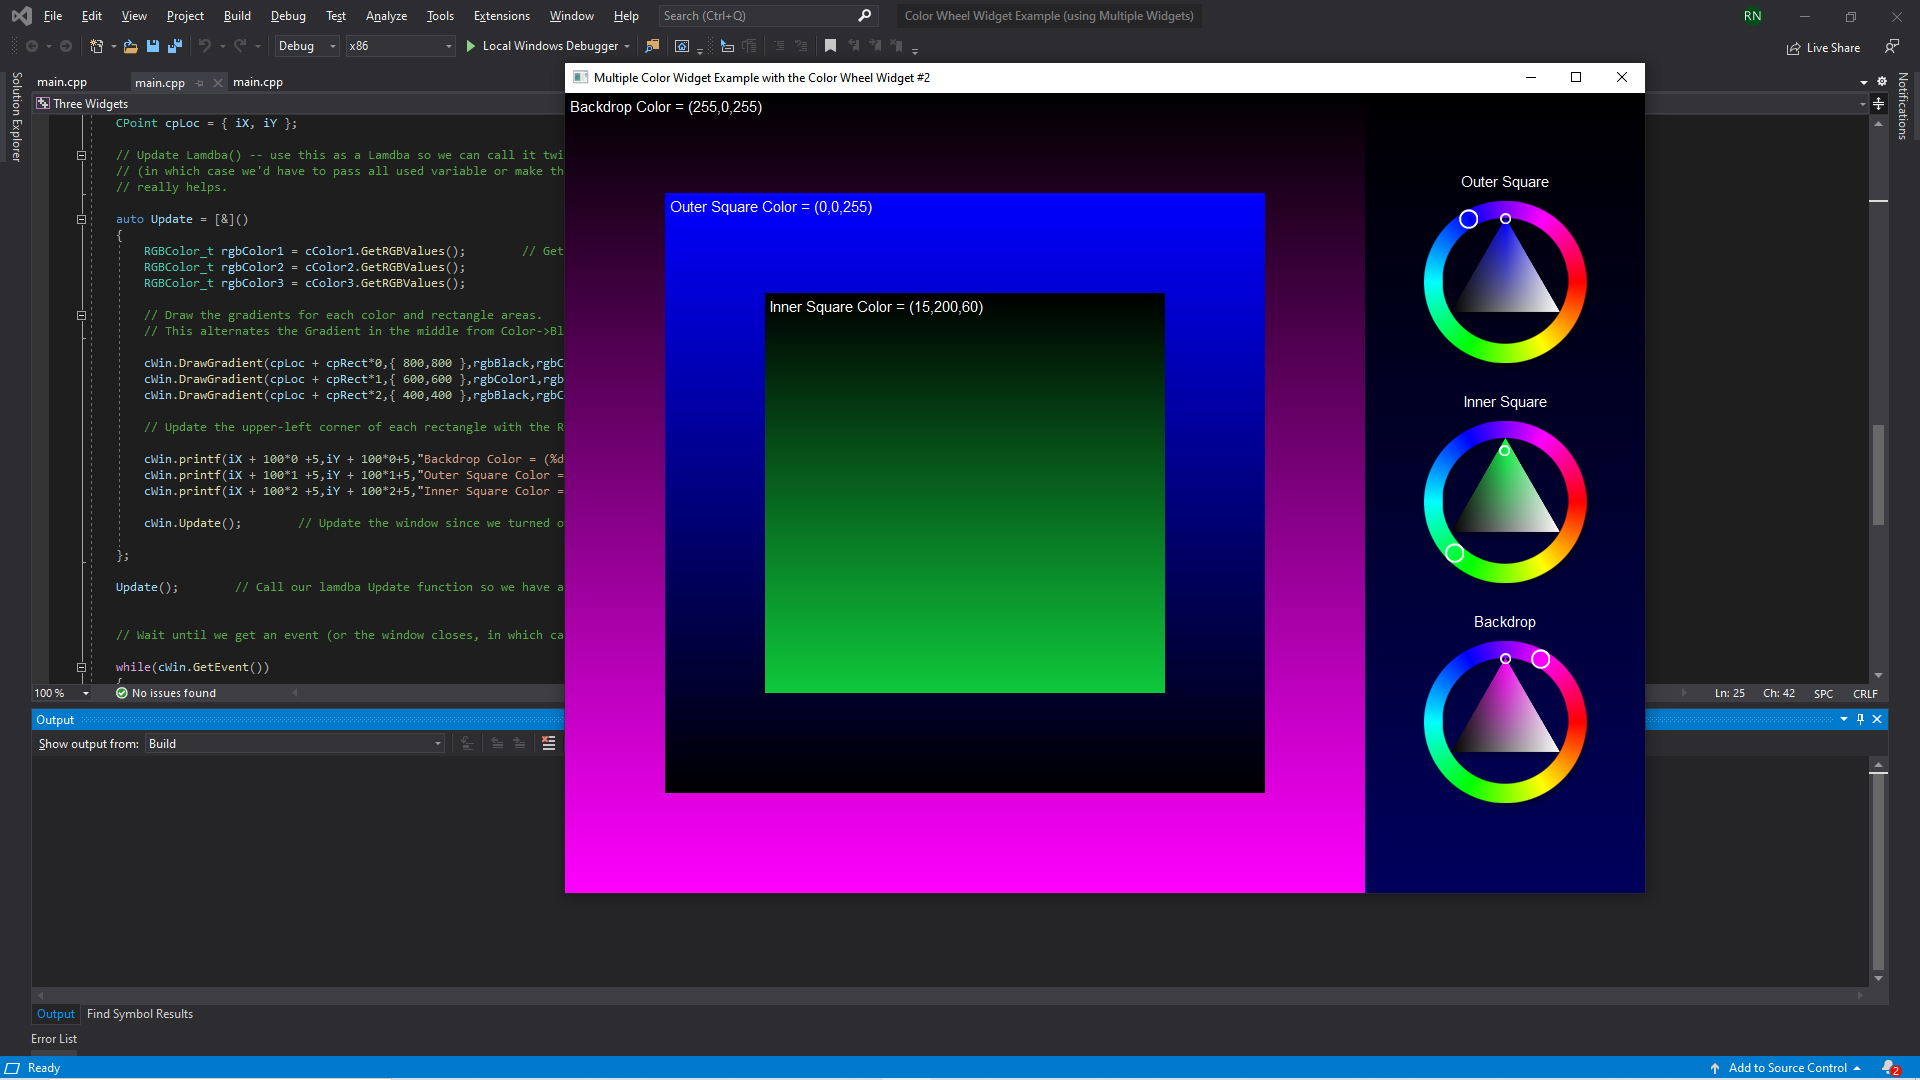 File Edit View Project Build Debug Test Analyze Tools Extensions Window Help Search (Ctrl+Q) Color Wheel Widget Example (using Multiple Widgets) RN
Debug x86 Local Windows Debugger Live Share
Solution Explorer
Notifications
main.cpp main.cpp main.cpp
Three Widgets
CPoint cpLoc = { iX, iY };
// Update Lamdba() -- use this as a Lamdba so we can call it twi
// (in which case we'd have to pass all used variable or make th
// really helps.
auto Update = [&]()
{
RGBColor_t rgbColor1 = cColor1.GetRGBValues(); // Get
RGBColor_t rgbColor2 = cColor2.GetRGBValues();
RGBColor_t rgbColor3 = cColor3.GetRGBValues();
// Draw the gradients for each color and rectangle areas.
// This alternates the Gradient in the middle from Color->Bl
cWin.DrawGradient(cpLoc + cpRect*0,{ 800,800 },rgbBlack,rgbC
cWin.DrawGradient(cpLoc + cpRect*1,{ 600,600 },rgbColor1,rgb
cWin.DrawGradient(cpLoc + cpRect*2,{ 400,400 },rgbBlack,rgbC
// Update the upper-left corner of each rectangle with the R
cWin.printf(iX + 100*0 +5,iY + 100*0+5,"Backdrop Color = (%d
cWin.printf(iX + 100*1 +5,iY + 100*1+5,"Outer Square Color =
cWin.printf(iX + 100*2 +5,iY + 100*2+5,"Inner Square Color =
cWin.Update(); // Update the window since we turned o
};
Update(); // Call our lamdba Update function so we have a
// Wait until we get an event (or the window closes, in which ca
while(cWin.GetEvent())
{
100 % No issues found Ln: 25 Ch: 42 SPC CRLF
Multiple Color Widget Example with the Color Wheel Widget #2
Backdrop Color = (255,0,255)
Outer Square Color = (0,0,255)
Inner Square Color = (15,200,60)
Outer Square
Inner Square
Backdrop
Output
Show output from: Build
Output Find Symbol Results
Error List
Ready Add to Source Control 2